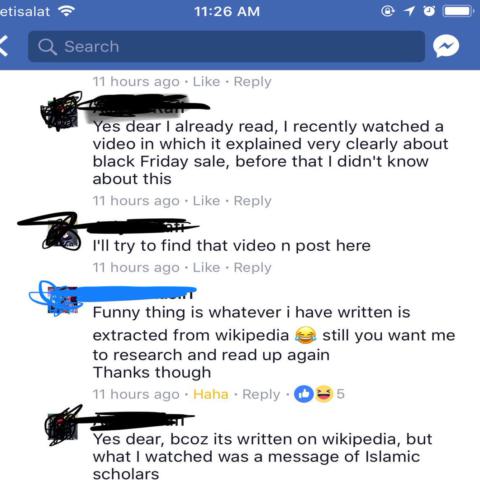 etisalat 11:26 AM
Search
11 hours ago · Like · Reply
Yes dear I already read, I recently watched a
video in which it explained very clearly about
black Friday sale, before that I didn't know
about this
11 hours ago · Like · Reply
I'll try to find that video n post here
11 hours ago · Like · Reply
Funny thing is whatever i have written is
extracted from wikipedia 😂 still you want me
to research and read up again
Thanks though
11 hours ago · Haha · Reply · 5
Yes dear, bcoz its written on wikipedia, but
what I watched was a message of Islamic
scholars